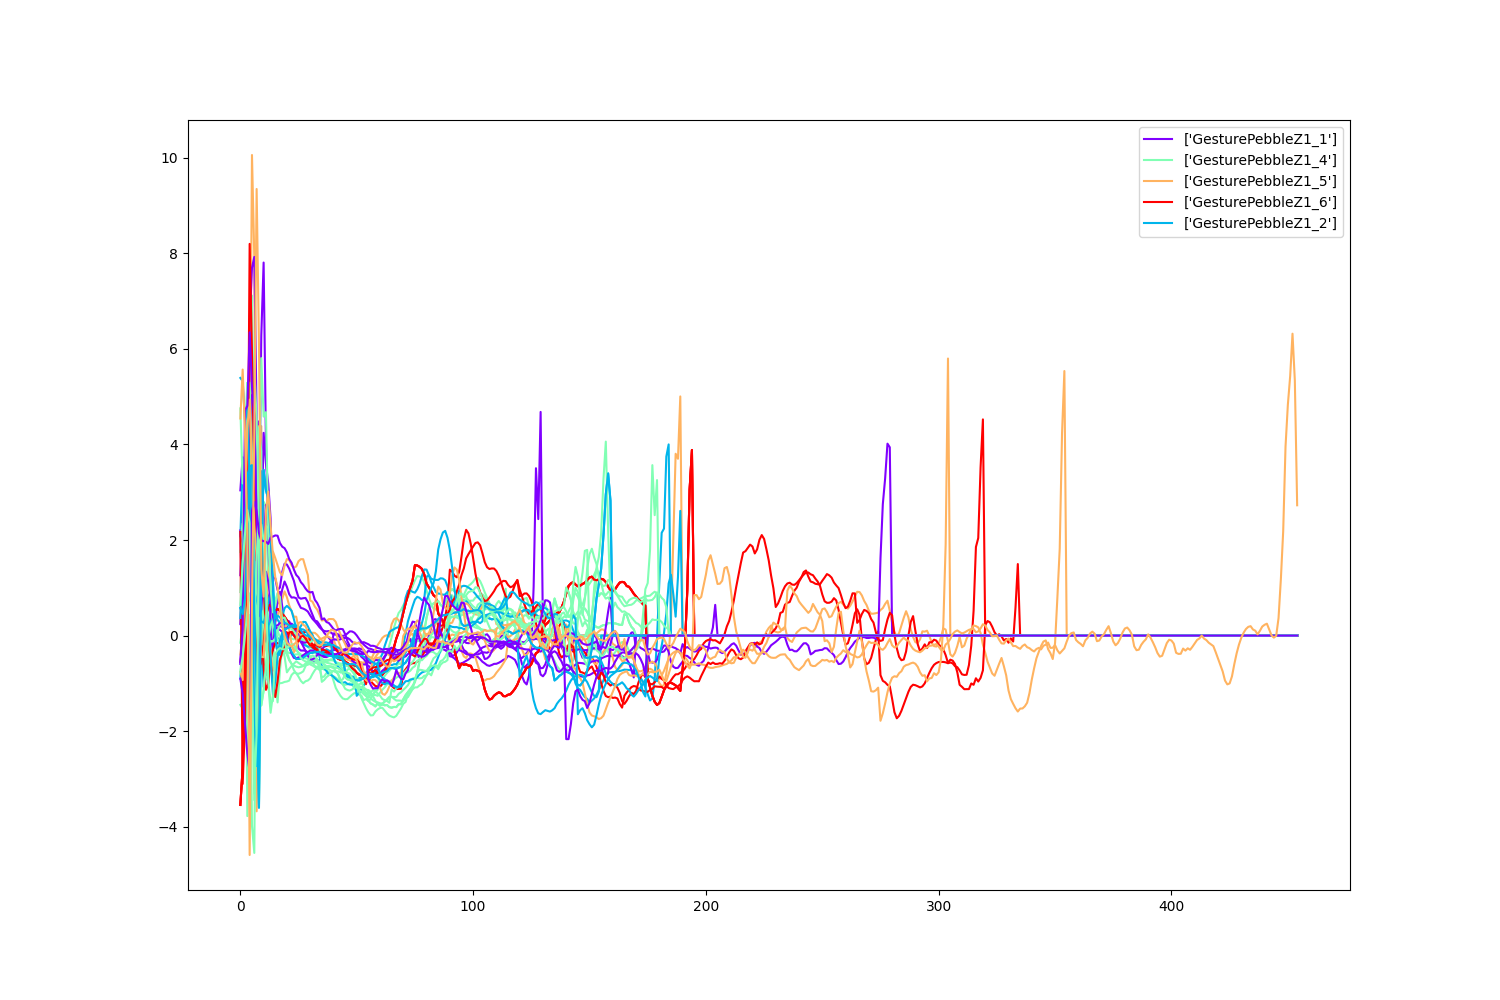 ['GesturePebbleZ1_1']
['GesturePebbleZ1_4']
['GesturePebbleZ1_5']
['GesturePebbleZ1_6']
['GesturePebbleZ1_2']
10
8
6
4
2
0
−2
−4
0 100 200 300 400